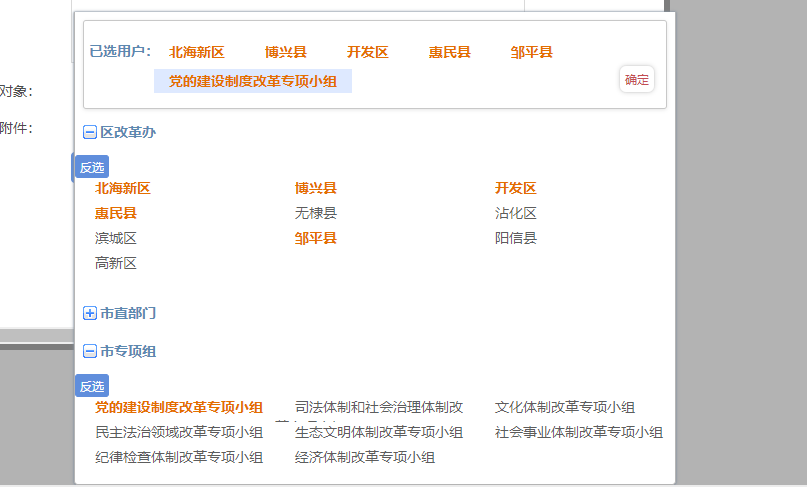 已选用户： 北海新区 博兴县 开发区 惠民县 邹平县
党的建设制度改革专项小组
确定
对象：
附件：
区改革办
反选
北海新区 博兴县 开发区
惠民县 无棣县 沾化区
滨城区 邹平县 阳信县
高新区
市直部门
市专项组
反选
党的建设制度改革专项小组 司法体制和社会治理体制改 文化体制改革专项小组
民主法治领域改革专项小组 生态文明体制改革专项小组 社会事业体制改革专项小组
纪律检查体制改革专项小组 经济体制改革专项小组